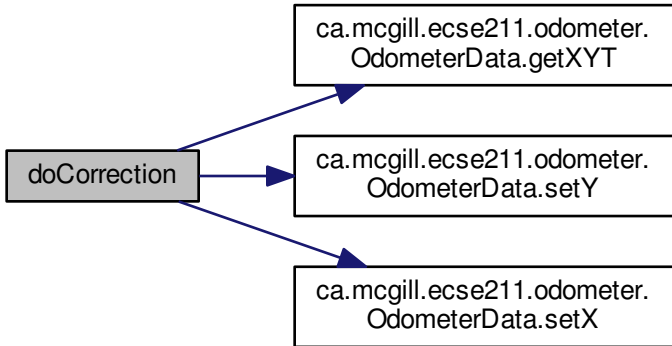 ca.mcgill.ecse211.odometer.
OdometerData.getXYT
doCorrection
ca.mcgill.ecse211.odometer.
OdometerData.setY
ca.mcgill.ecse211.odometer.
OdometerData.setX